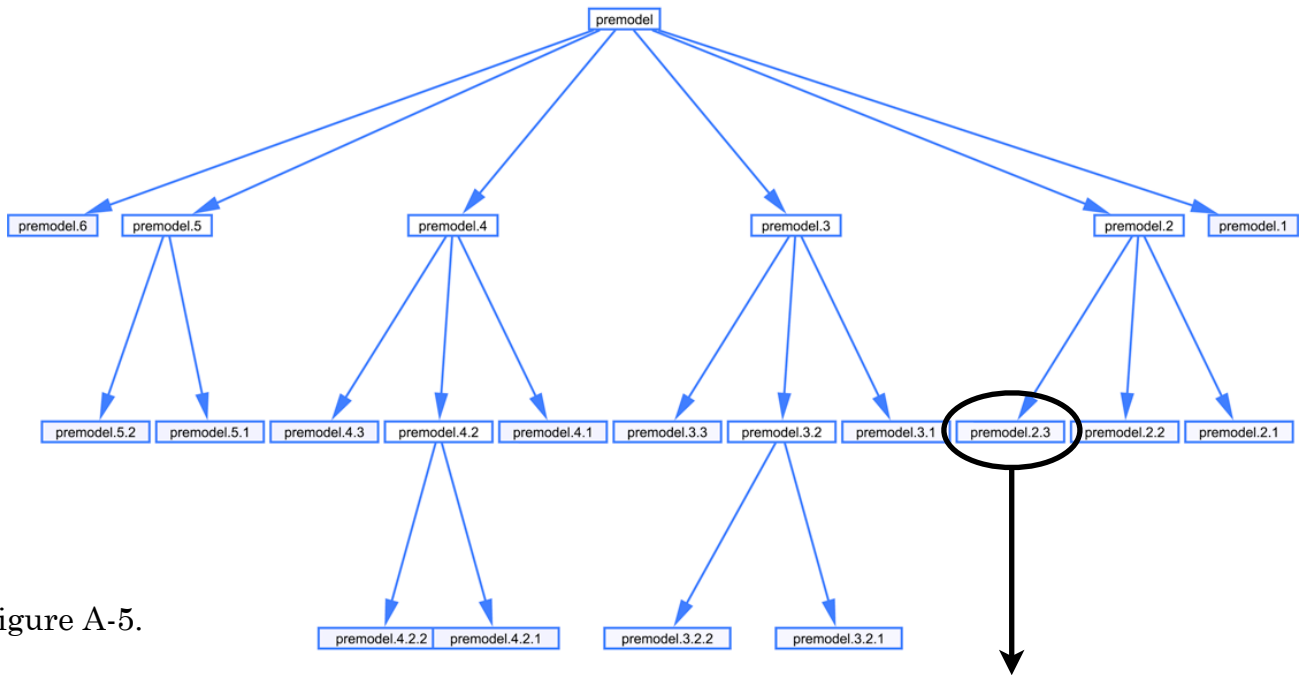 premodel
premodel.6 premodel.5 premodel.4 premodel.3 premodel.2 premodel.1
premodel.5.2 premodel.5.1 premodel.4.3 premodel.4.2 premodel.4.1 premodel.3.3 premodel.3.2 premodel.3.1 premodel.2.3 premodel.2.2 premodel.2.1
igure A-5.
premodel.4.2.2 premodel.4.2.1 premodel.3.2.2 premodel.3.2.1